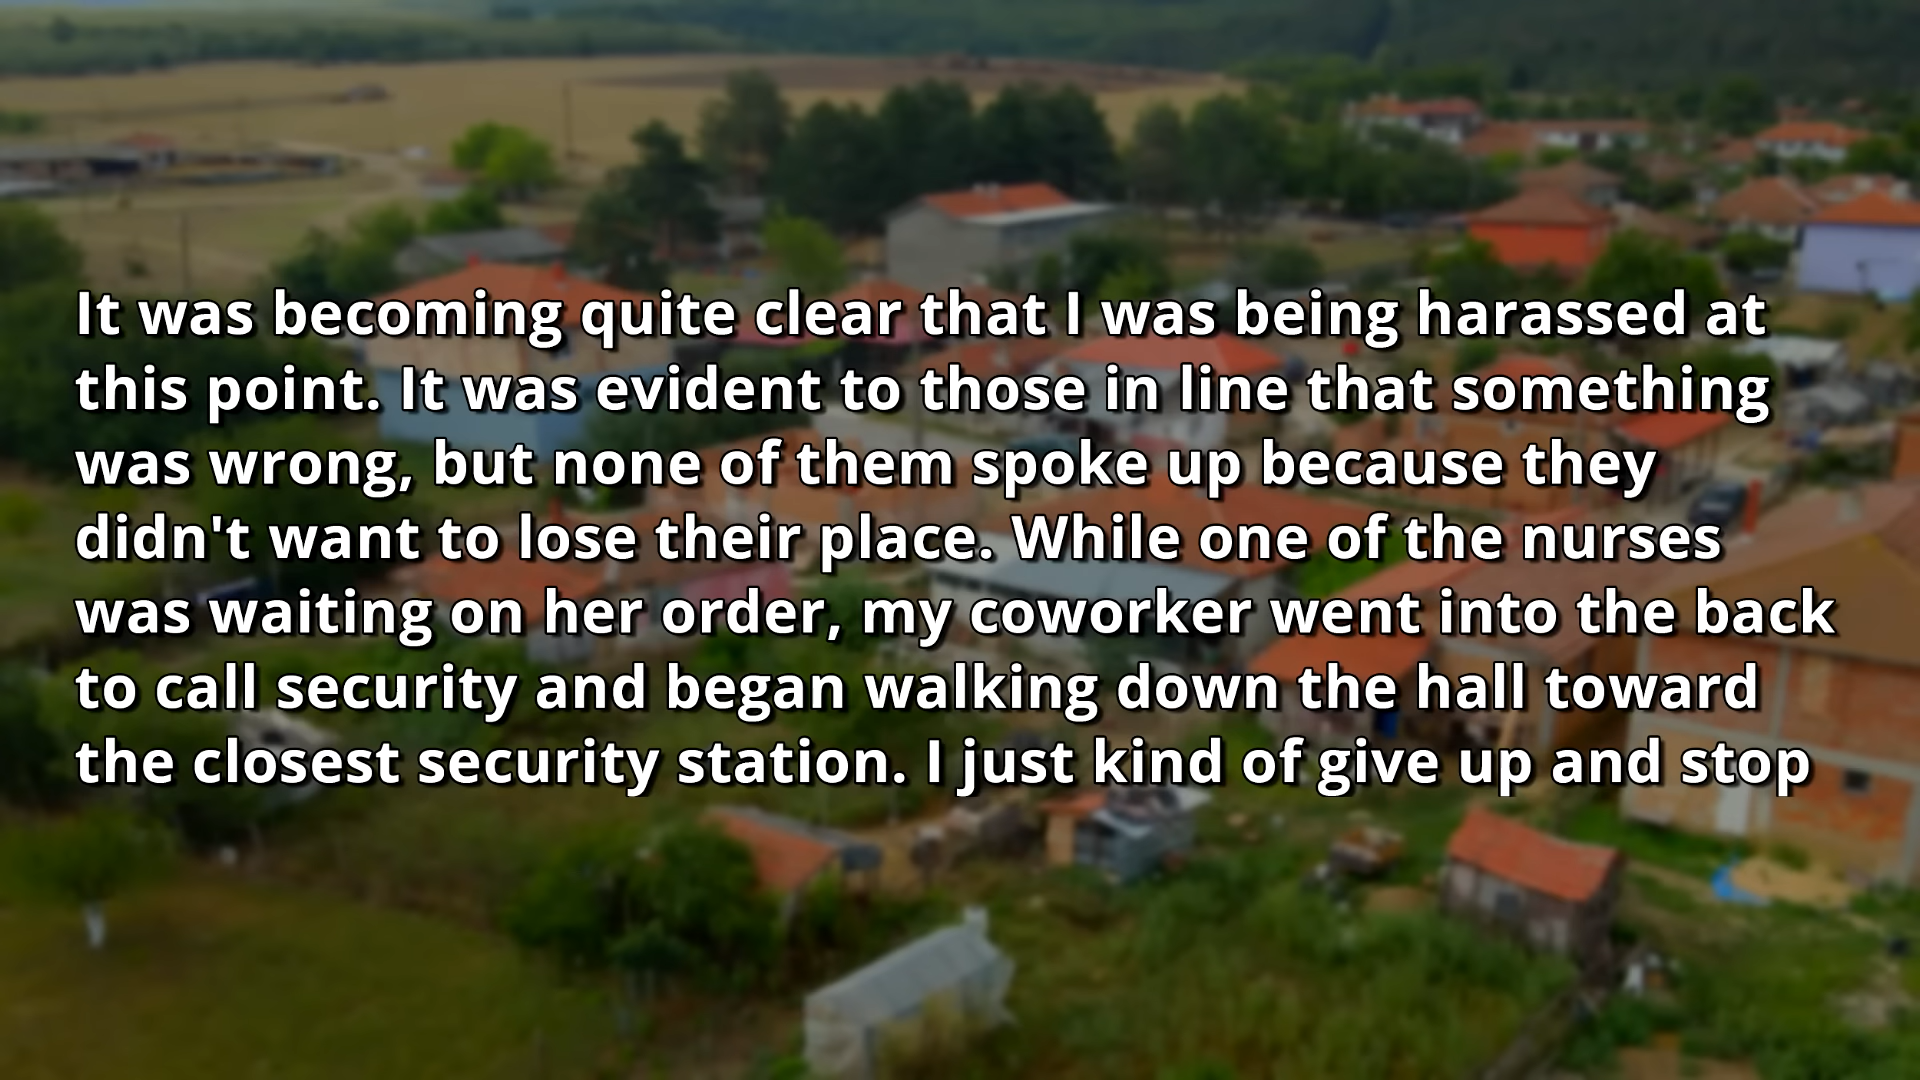 It was becoming quite clear that I was being harassed at
this point. It was evident to those in line that something
was wrong, but none of them spoke up because they
didn't want to lose their place. While one of the nurses
was waiting on her order, my coworker went into the back
to call security and began walking down the hall toward
the closest security station. I just kind of give up and stop